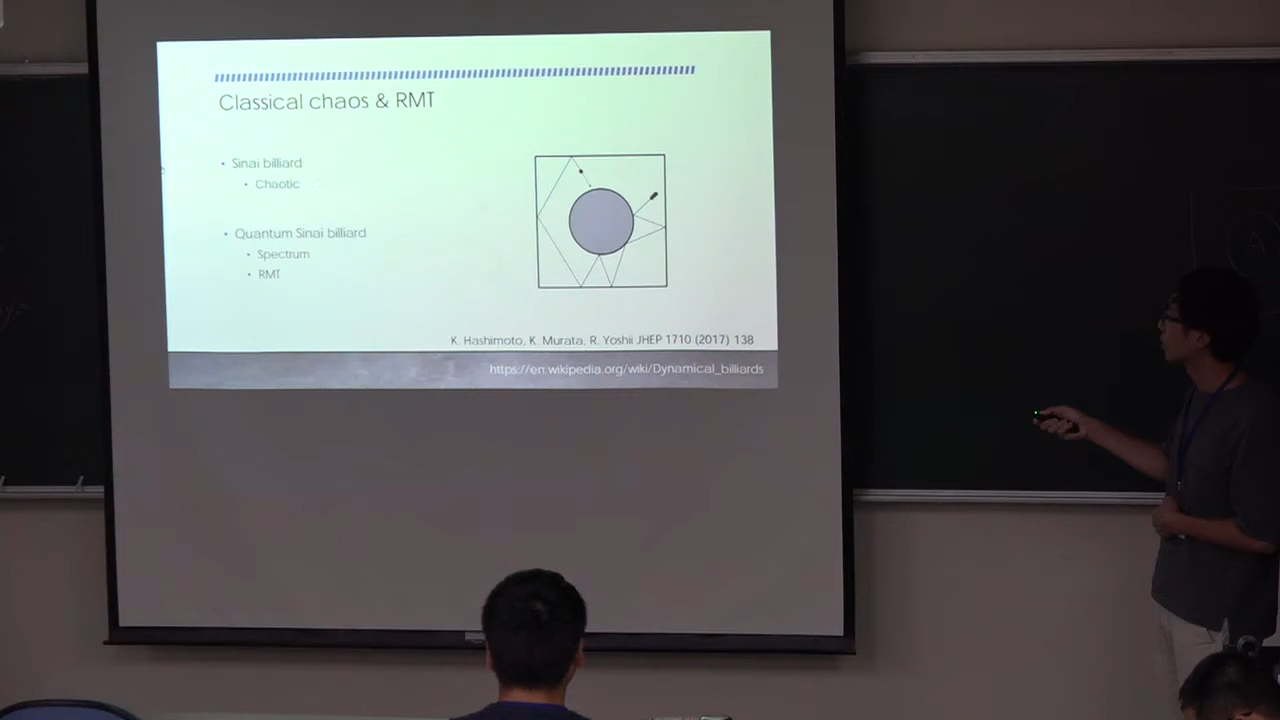 Classical chaos & RMT
• Sinai billiard
• Chaotic
• Quantum Sinai billiard
• Spectrum
• RMT
K. Hashimoto, K. Murata, R. Yoshii JHEP 1710 (2017) 138
https://en.wikipedia.org/wiki/Dynamical_billiards